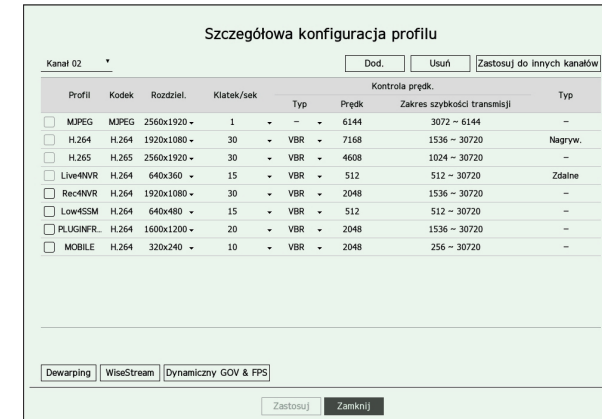 Szczegółowa konfiguracja profilu
Kanał 02
Dod.
Usuń
Zastosuj do innych kanałów
Profil Kodek Rozdziel. Klatek/sek Kontrola prędk. Typ
Typ Prędk Zakres szybkości transmisji
MJPEG MJPEG 2560x1920 1 – 6144 3072 ~ 6144 –
H.264 H.264 1920x1080 30 VBR 7168 1536 ~ 30720 Nagryw.
H.265 H.265 2560x1920 30 VBR 4608 1024 ~ 30720 –
Live4NVR H.264 640x360 15 VBR 512 512 ~ 30720 Zdalne
Rec4NVR H.264 1920x1080 30 VBR 2048 1536 ~ 30720 –
Low4SSM H.264 640x480 15 VBR 512 512 ~ 30720 –
PLUGINFR... H.264 1600x1200 20 VBR 2048 1536 ~ 30720 –
MOBILE H.264 320x240 10 VBR 2048 256 ~ 30720 –
Dewarping
WiseStream
Dynamiczny GOV & FPS
Zastosuj
Zamknij